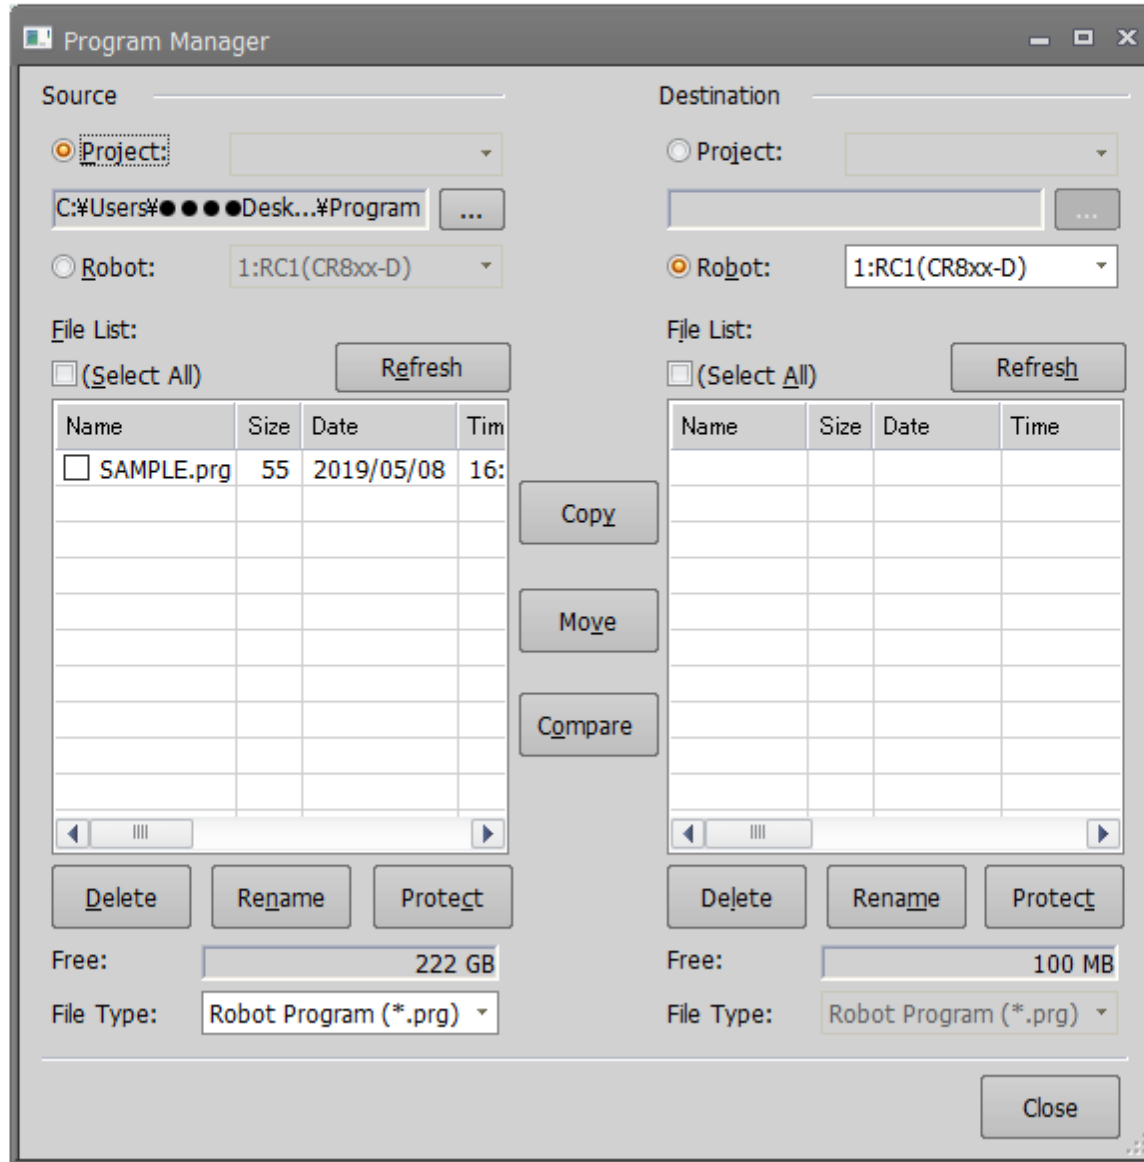 Program Manager
Source
Project:
C:¥Users¥●●●●Desk...¥Program ...
Robot: 1:RC1(CR8xx-D)
File List:
(Select All) Refresh
Name Size Date Tim
SAMPLE.prg 55 2019/05/08 16:
Delete Rename Protect
Free: 222 GB
File Type: Robot Program (*.prg)
Copy
Move
Compare
Destination
Project:
...
Robot: 1:RC1(CR8xx-D)
File List:
(Select All) Refresh
Name Size Date Time
Delete Rename Protect
Free: 100 MB
File Type: Robot Program (*.prg)
Close